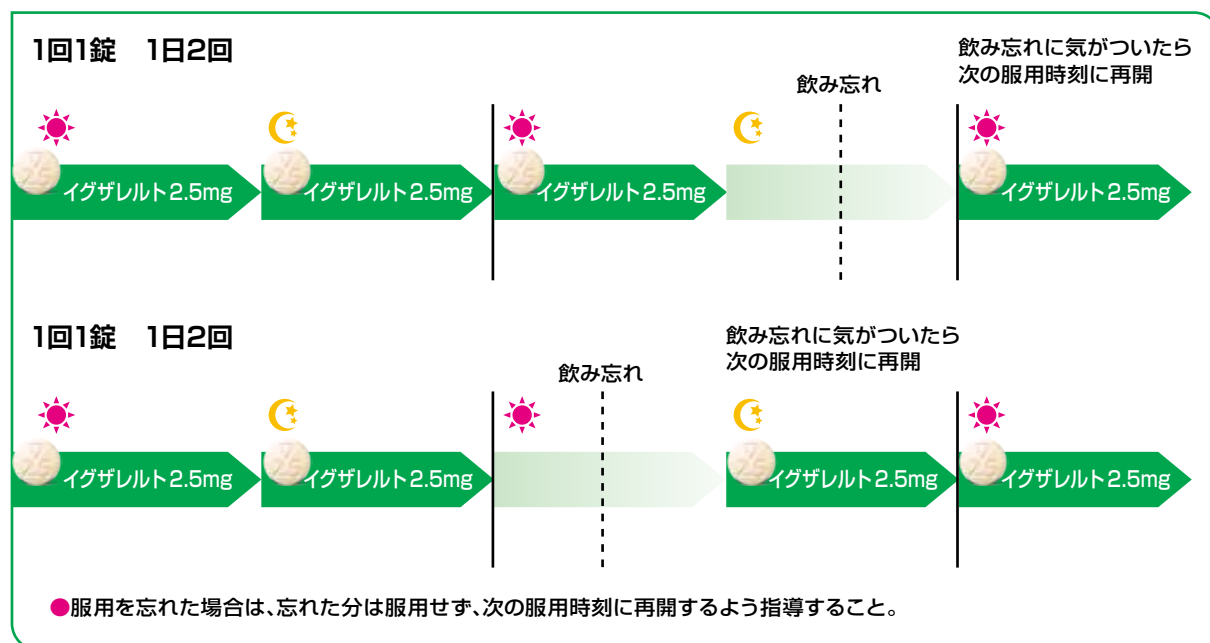 1回1錠　1日2回
飲み忘れに気がついたら
次の服用時刻に再開
飲み忘れ
イグザレルト2.5mg
イグザレルト2.5mg
イグザレルト2.5mg
イグザレルト2.5mg
1回1錠　1日2回
飲み忘れに気がついたら
次の服用時刻に再開
飲み忘れ
イグザレルト2.5mg
イグザレルト2.5mg
イグザレルト2.5mg
イグザレルト2.5mg
●服用を忘れた場合は、忘れた分は服用せず、次の服用時刻に再開するよう指導すること。